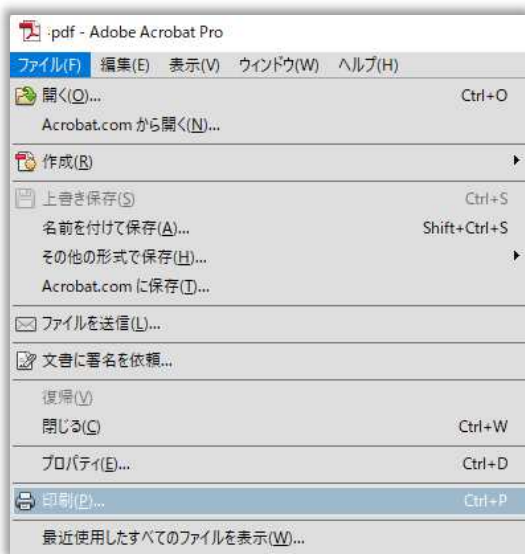 :pdf - Adobe Acrobat Pro
ファイル(F) 編集(E) 表示(V) ウィンドウ(W) ヘルプ(H)
開く(O)... Ctrl+O
Acrobat.com から開く(N)...
作成(R)
上書き保存(S) Ctrl+S
名前を付けて保存(A)... Shift+Ctrl+S
その他の形式で保存(H)...
Acrobat.com に保存(T)...
ファイルを送信(L)...
文書に署名を依頼...
復帰(V)
閉じる(C) Ctrl+W
プロパティ(E)... Ctrl+D
印刷(P)... Ctrl+P
最近使用したすべてのファイルを表示(W)...